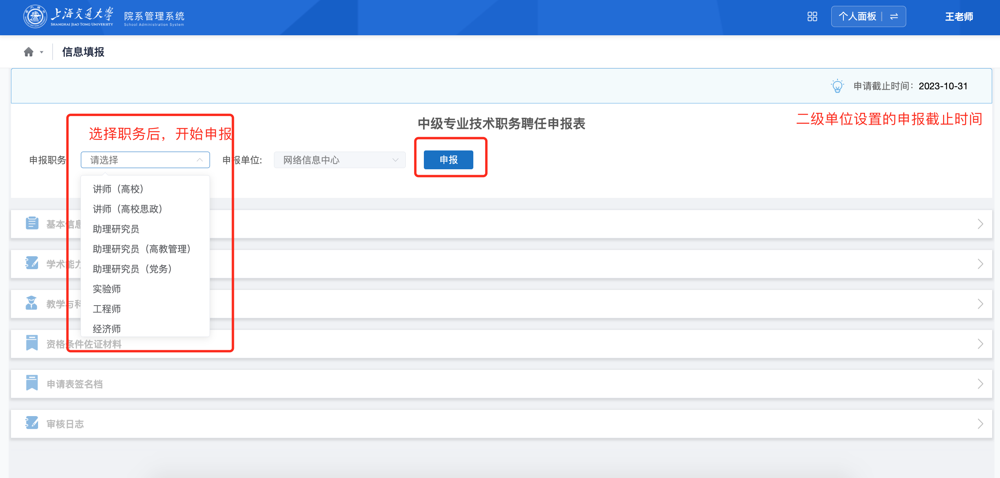 上海交通大学
SHANGHAI JIAO TONG UNIVERSITY
院系管理系统
School Administration System
个人面板
王老师
信息填报
申请截止时间：2023-10-31
二级单位设置的申报截止时间
中级专业技术职务聘任申报表
选择职务后，开始申报
申报职务
请选择
申报单位:
网络信息中心
申报
讲师（高校）
讲师（高校思政）
助理研究员
助理研究员（高教管理）
助理研究员（党务）
实验师
工程师
经济师
基本信息
学术能力
教学与科
资格条件佐证材料
申请表签名档
审核日志